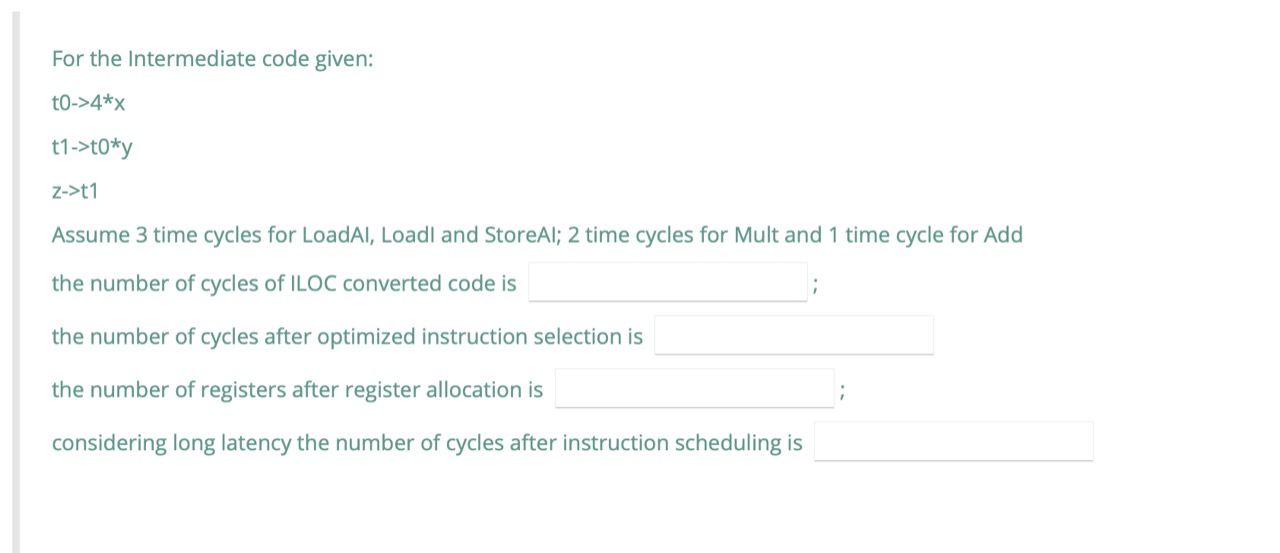 For the Intermediate code given:
t0->4*x
t1->t0*y
z->t1
Assume 3 time cycles for LoadAI, LoadI and StoreAI; 2 time cycles for Mult and 1 time cycle for Add
the number of cycles of ILOC converted code is ;
the number of cycles after optimized instruction selection is
the number of registers after register allocation is ;
considering long latency the number of cycles after instruction scheduling is